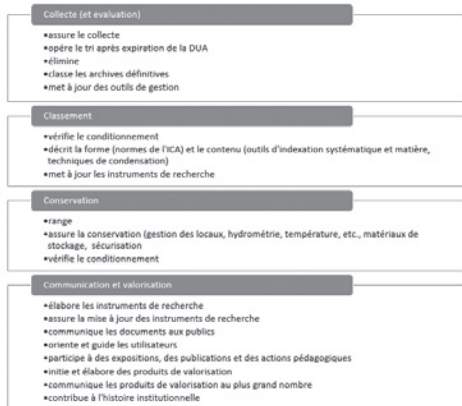 Collecte (et evaluation)
•assure le collecte
•opère le tri après expiration de la DUA
•élimine
•classe les archives définitives
•met à jour des outils de gestion
Classement
•vérifie le conditionnement
•décrit la forme (normes de l'ICA) et le contenu (outils d'indexation systématique et matière,
techniques de condensation)
•met à jour les instruments de recherche
Conservation
•range
•assure la conservation (gestion des locaux, hydrométrie, température, etc., matériaux de
stockage, sécurisation
•vérifie le conditionnement
Communication et valorisation
•élabore les instruments de recherche
•assure la mise à jour des instruments de recherche
•communique les documents aux publics
•oriente et guide les utilisateurs
•participe à des expositions, des publications et des actions pédagogiques
•initie et élabore des produits de valorisation
•communique les produits de valorisation au plus grand nombre
•contribue à l'histoire institutionnelle